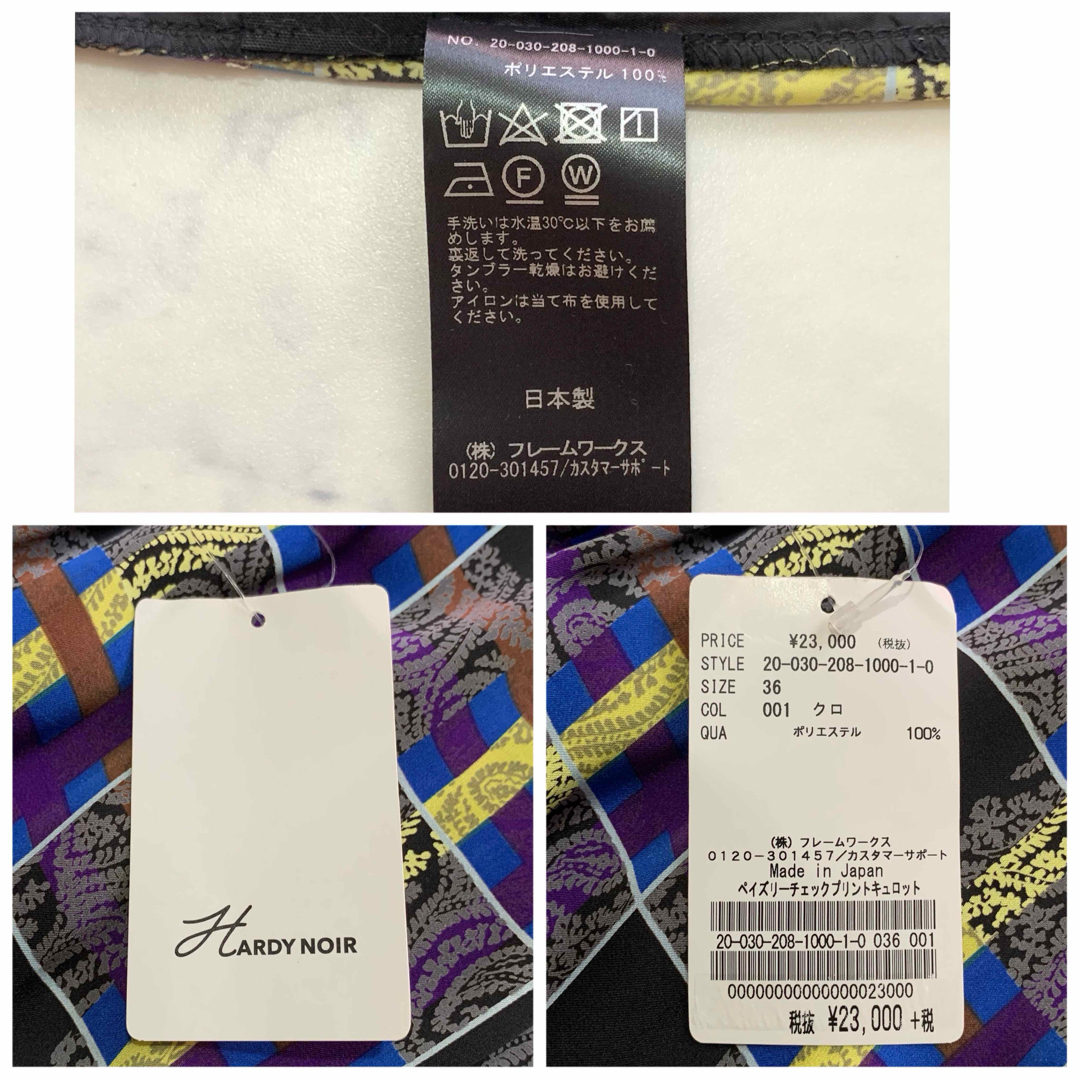 NO. 20-030-208-1000-1-0
ポリエステル 100%
F
W
手洗いは水温30℃以下をお薦
めします。
裏返して洗ってください。
タンブラー乾燥はお避けくだ
さい。
アイロンは当て布を使用して
ください。
日本製
(株) フレームワークス
0120-301457/カスタマーサポート
HARDY NOIR
PRICE ¥23,000 (税抜)
STYLE 20-030-208-1000-1-0
SIZE 36
COL 001 クロ
QUA ポリエステル 100%
(株) フレームワークス
0120-301457/カスタマーサポート
Made in Japan
ペイズリーチェックプリントキュロット
20-030-208-1000-1-0 036 001
00000000000000023000
税抜 ¥23,000 +税